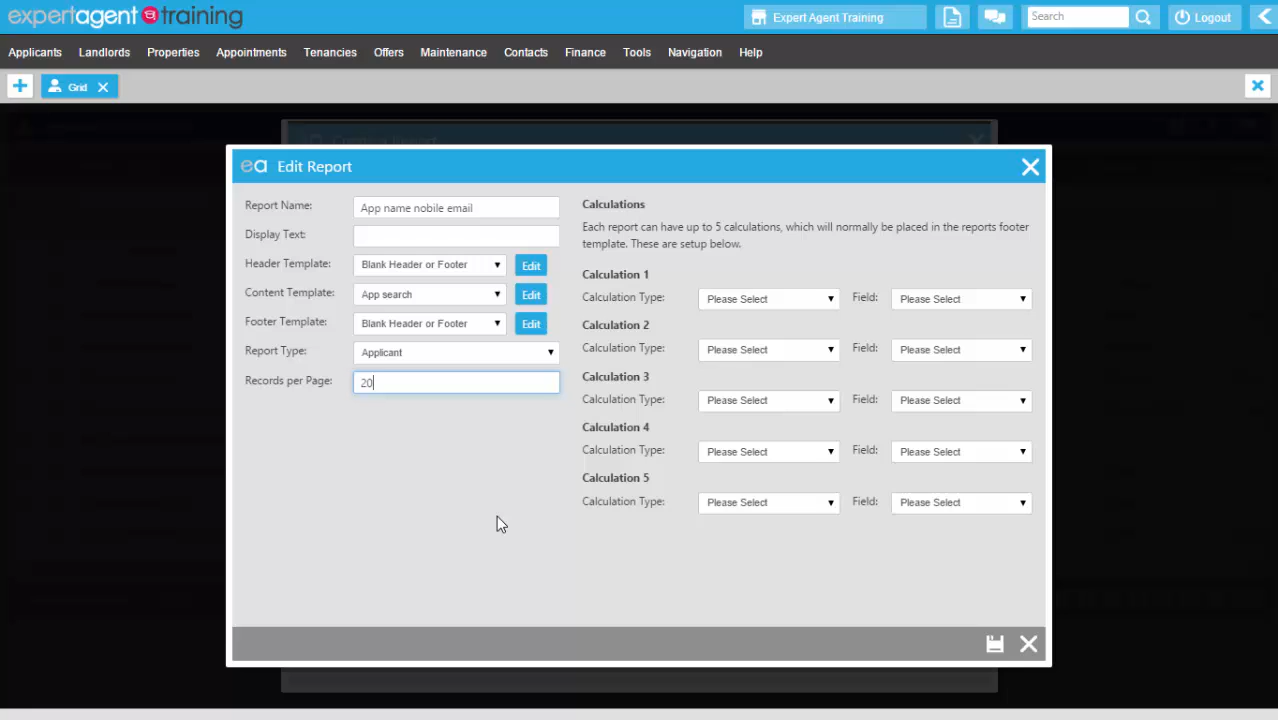 expertagent training
Expert Agent Training
Search
Logout
Applicants Landlords Properties Appointments Tenancies Offers Maintenance Contacts Finance Tools Navigation Help
Grid
ea Edit Report
Report Name: App name nobile email
Display Text:
Header Template: Blank Header or Footer Edit
Content Template: App search Edit
Footer Template: Blank Header or Footer Edit
Report Type: Applicant
Records per Page: 20
Calculations
Each report can have up to 5 calculations, which will normally be placed in the reports footer
template. These are setup below.
Calculation 1
Calculation Type: Please Select Field: Please Select
Calculation 2
Calculation Type: Please Select Field: Please Select
Calculation 3
Calculation Type: Please Select Field: Please Select
Calculation 4
Calculation Type: Please Select Field: Please Select
Calculation 5
Calculation Type: Please Select Field: Please Select